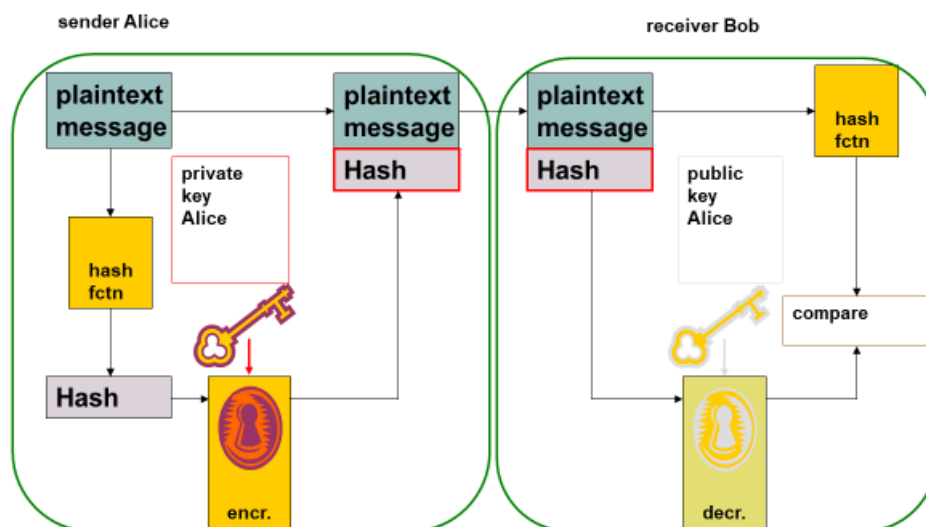 sender Alice
receiver Bob
plaintext
message
plaintext
message
Hash
plaintext
message
Hash
hash
fctn
private
key
Alice
public
key
Alice
hash
fctn
compare
Hash
encr.
decr.